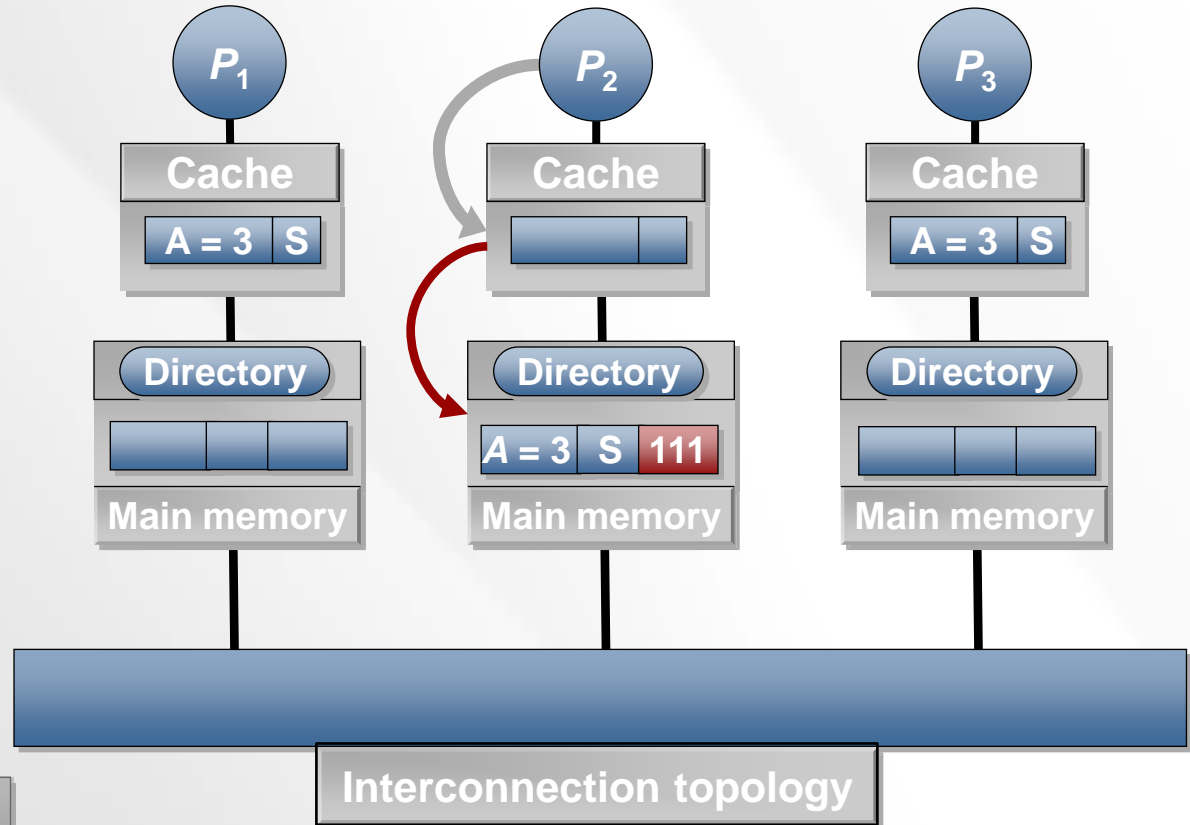 P1 P2 P3
Cache Cache Cache
A = 3 S A = 3 S
Directory Directory Directory
A = 3 S 111
Main memory Main memory Main memory
Interconnection topology